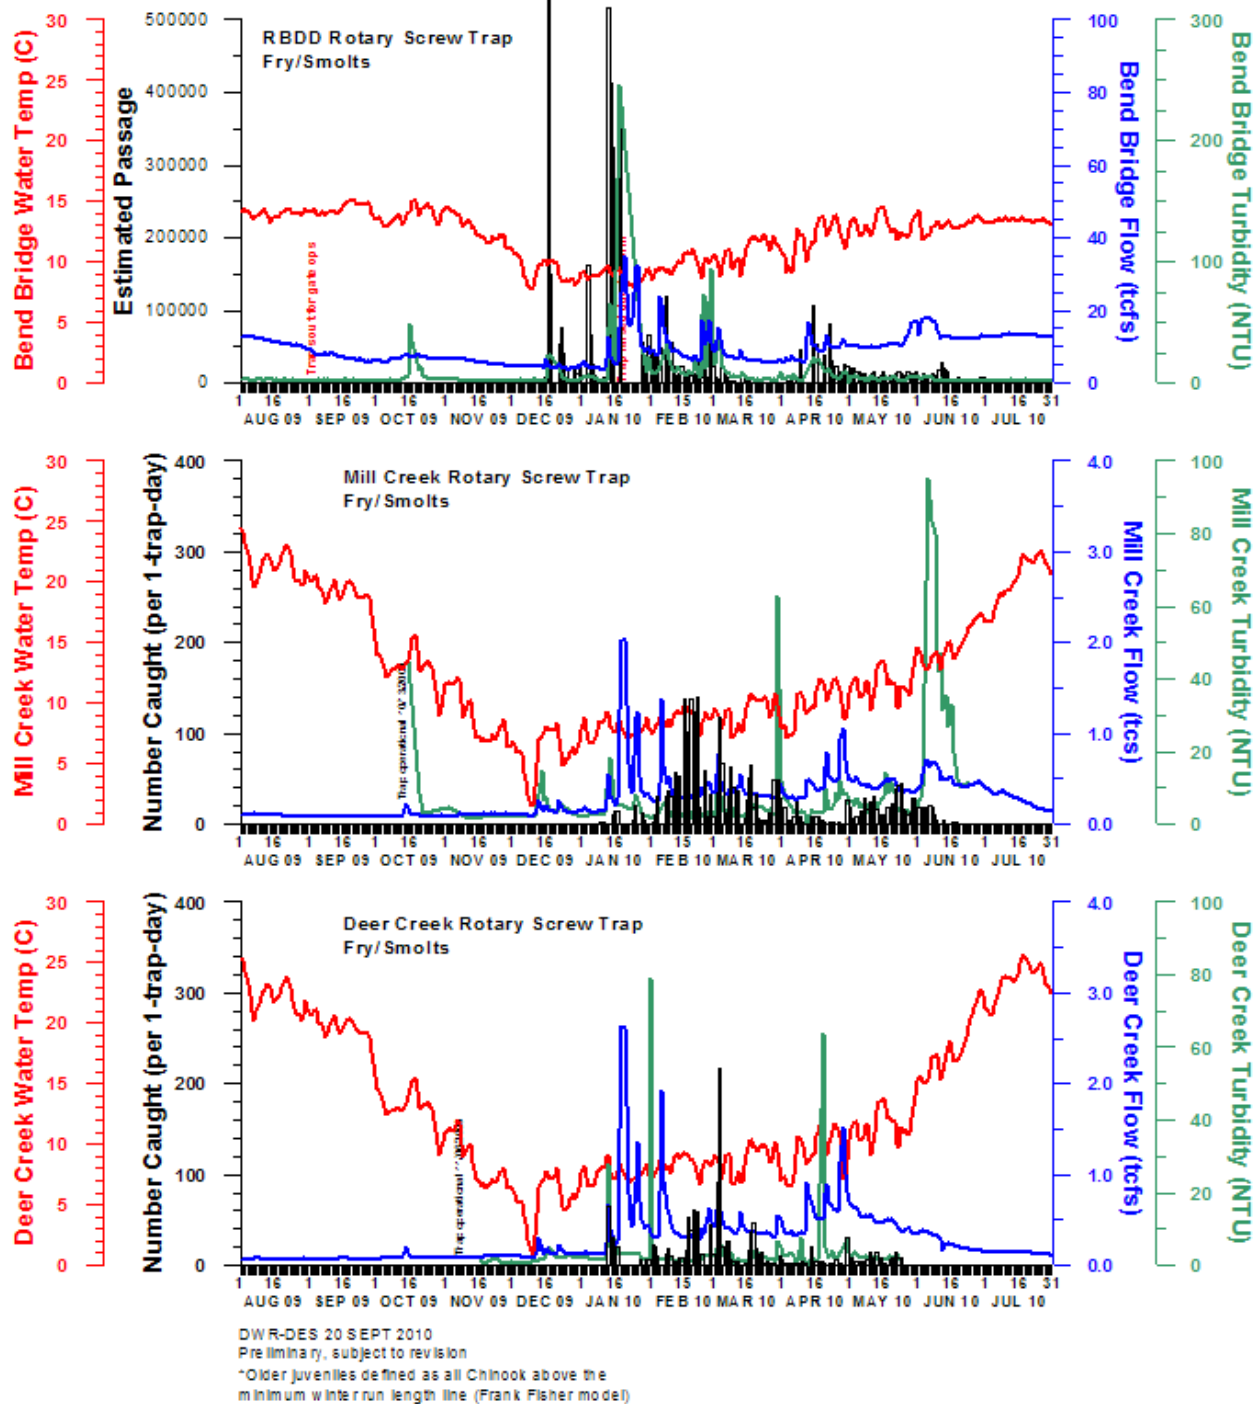 RBDD Rotary Screw Trap
Fry/Smolts
Bend Bridge Water Temp (C)
30
25
20
15
10
5
0
Estimated Passage
500000
400000
300000
200000
100000
0
Bend Bridge Flow (tcfs)
100
80
60
40
20
0
Bend Bridge Turbidity (NTU)
300
200
100
0
1 16 1 16 1 16 1 16 1 16 1 16 1 15 1 16 1 16 1 16 1 16 1 16 31
AUG 09 SEP 09 OCT 09 NOV 09 DEC 09 JAN 10 FEB 10 MAR 10 APR 10 MAY 10 JUN 10 JUL 10
Mill Creek Rotary Screw Trap
Fry/Smolts
Mill Creek Water Temp (C)
30
25
20
15
10
5
0
Number Caught (per 1-trap-day)
400
300
200
100
0
Trap operational
Mill Creek Flow (tcs)
4.0
3.0
2.0
1.0
0.0
Mill Creek Turbidity (NTU)
100
80
60
40
20
0
1 16 1 16 1 16 1 16 1 16 1 16 1 15 1 16 1 16 1 16 1 16 1 16 31
AUG 09 SEP 09 OCT 09 NOV 09 DEC 09 JAN 10 FEB 10 MAR 10 APR 10 MAY 10 JUN 10 JUL 10
Deer Creek Rotary Screw Trap
Fry/Smolts
Deer Creek Water Temp (C)
30
25
20
15
10
5
0
Number Caught (per 1-trap-day)
400
300
200
100
0
Trap operational
Deer Creek Flow (tcfs)
4.0
3.0
2.0
1.0
0.0
Deer Creek Turbidity (NTU)
100
80
60
40
20
0
1 16 1 16 1 16 1 16 1 16 1 16 1 15 1 16 1 16 1 16 1 16 1 16 31
AUG 09 SEP 09 OCT 09 NOV 09 DEC 09 JAN 10 FEB 10 MAR 10 APR 10 MAY 10 JUN 10 JUL 10
DWR-DES 20 SEPT 2010
Preliminary, subject to revision
*Older juveniles defined as all Chinook above the
minimum winter run length line (Frank Fisher model)